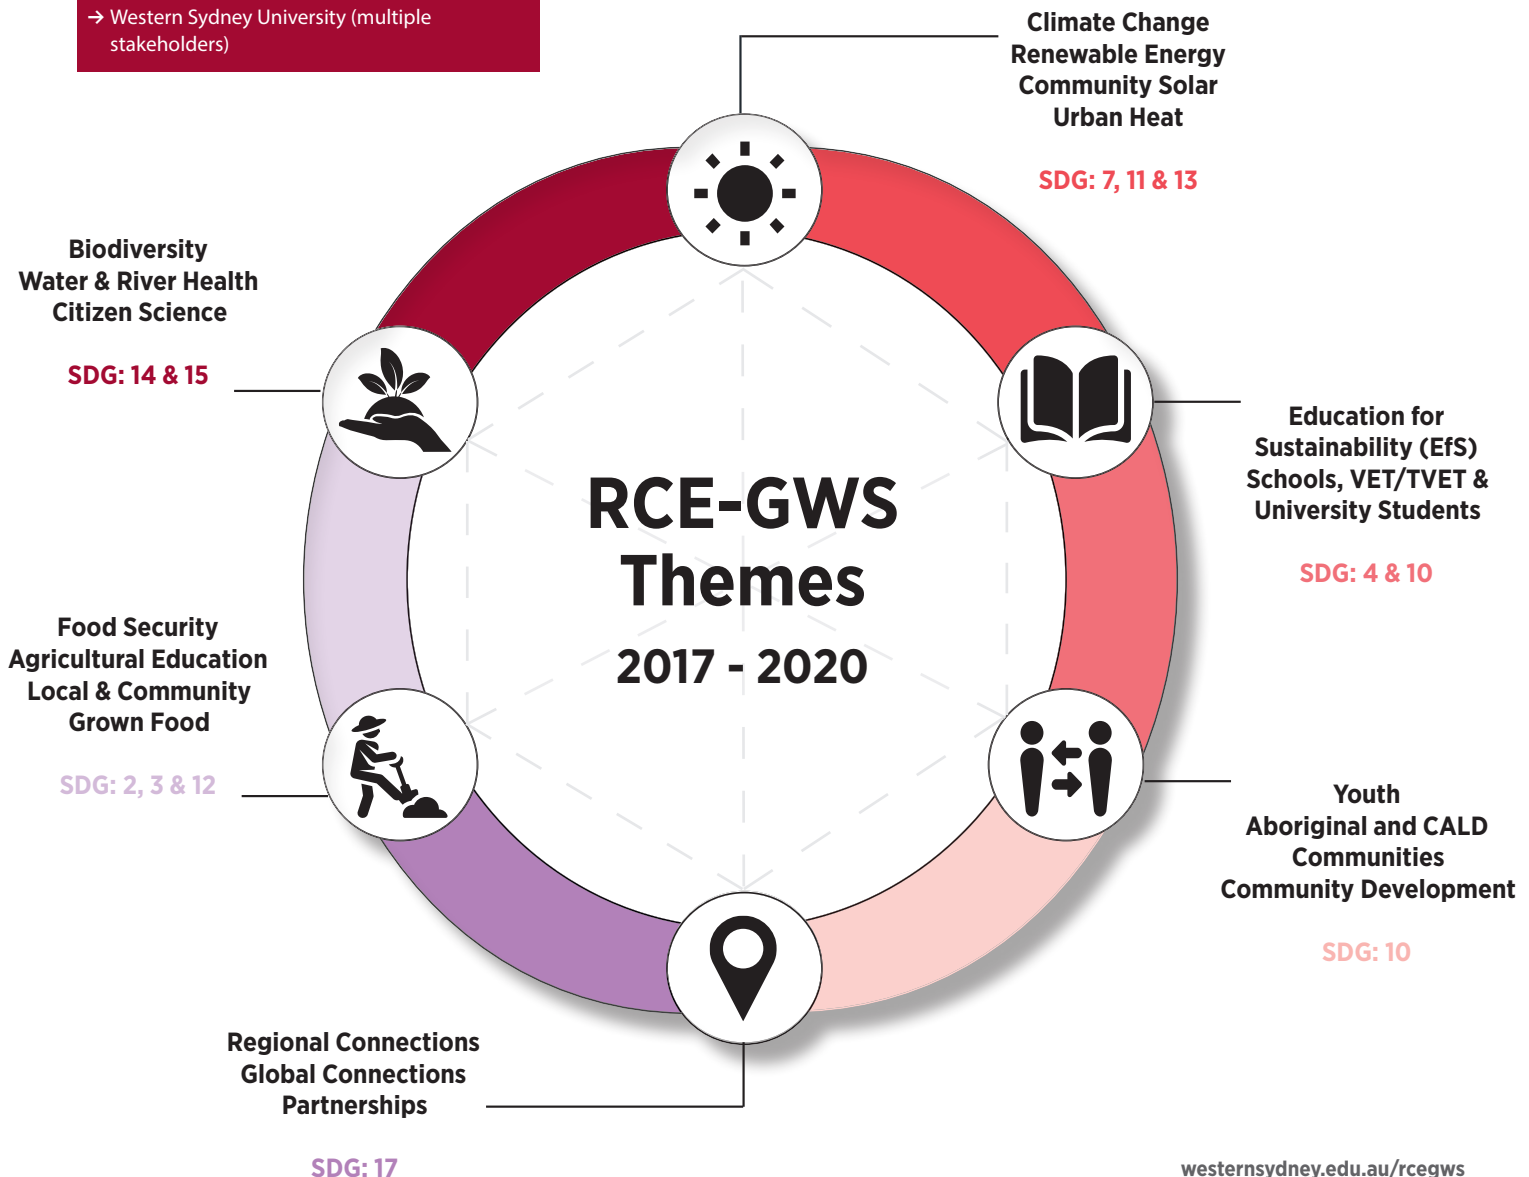 → Western Sydney University (multiple
stakeholders)
Climate Change
Renewable Energy
Community Solar
Urban Heat
SDG: 7, 11 & 13
Biodiversity
Water & River Health
Citizen Science
SDG: 14 & 15
Education for
Sustainability (EfS)
Schools, VET/TVET &
University Students
SDG: 4 & 10
RCE-GWS
Themes
2017 - 2020
Food Security
Agricultural Education
Local & Community
Grown Food
SDG: 2, 3 & 12
Youth
Aboriginal and CALD
Communities
Community Development
SDG: 10
Regional Connections
Global Connections
Partnerships
SDG: 17
westernsydney.edu.au/rcegws